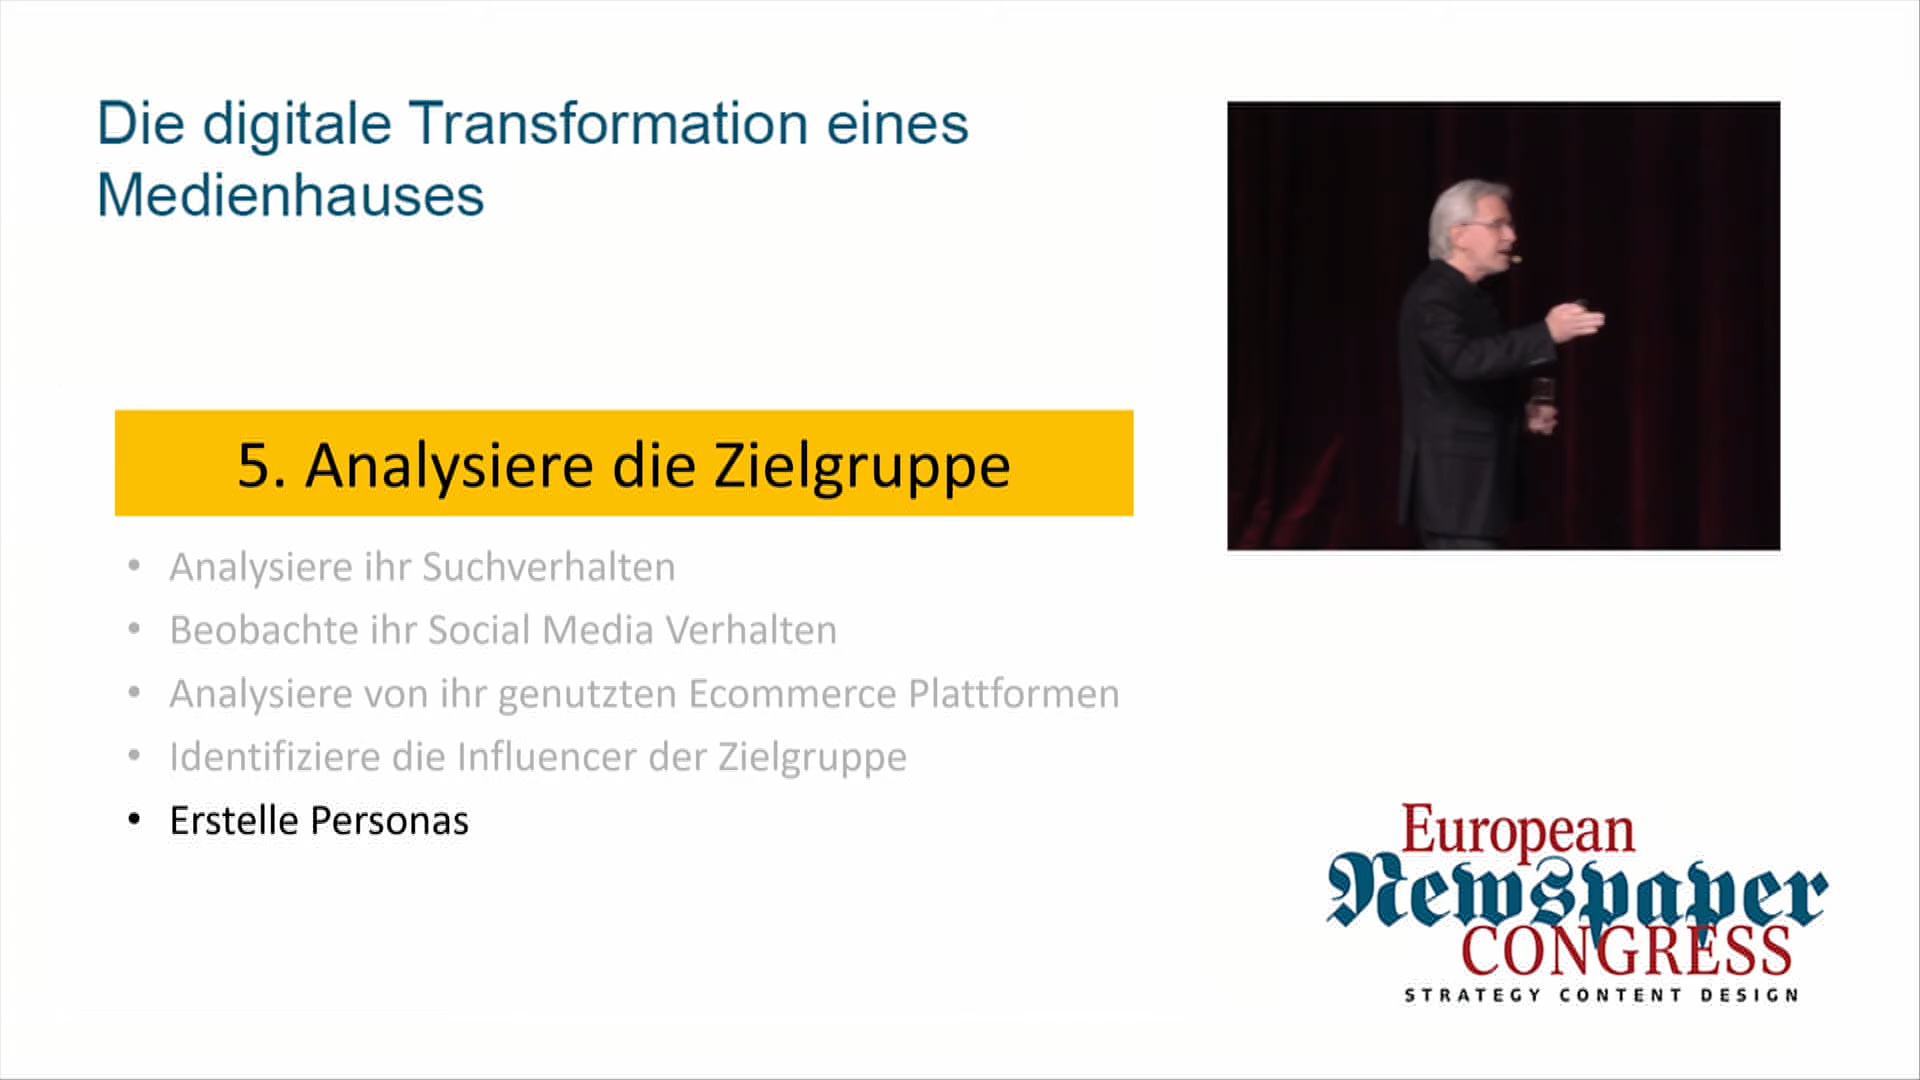 Die digitale Transformation eines
Medienhauses
5. Analysiere die Zielgruppe
• Analysiere ihr Suchverhalten
• Beobachte ihr Social Media Verhalten
• Analysiere von ihr genutzten Ecommerce Plattformen
• Identifiziere die Influencer der Zielgruppe
• Erstelle Personas
European
Newspaper
CONGRESS
STRATEGY CONTENT DESIGN